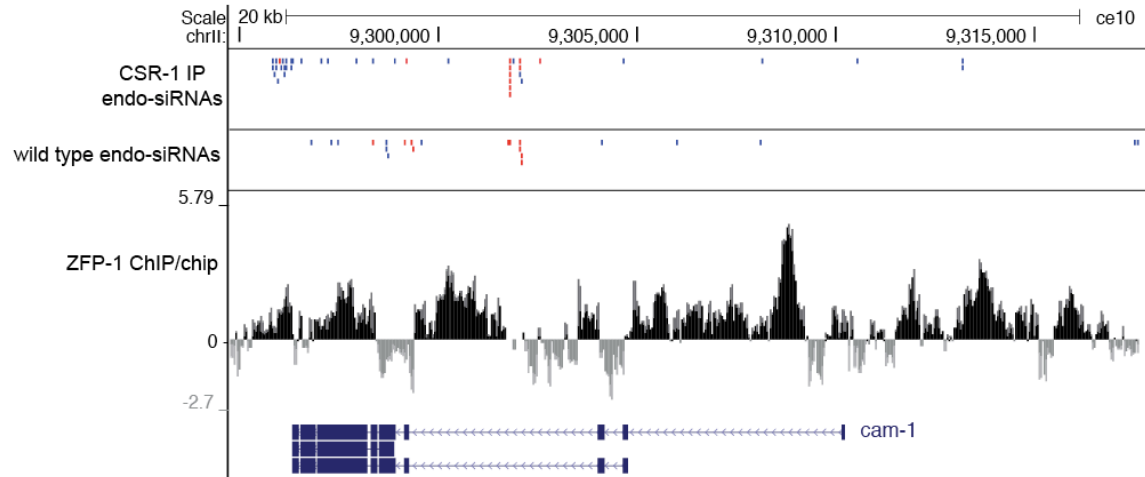 Scale 20 kb ce10
chrII: 9,300,000 9,305,000 9,310,000 9,315,000
CSR-1 IP
endo-siRNAs
wild type endo-siRNAs
5.79
ZFP-1 ChIP/chip
0
-2.7
cam-1